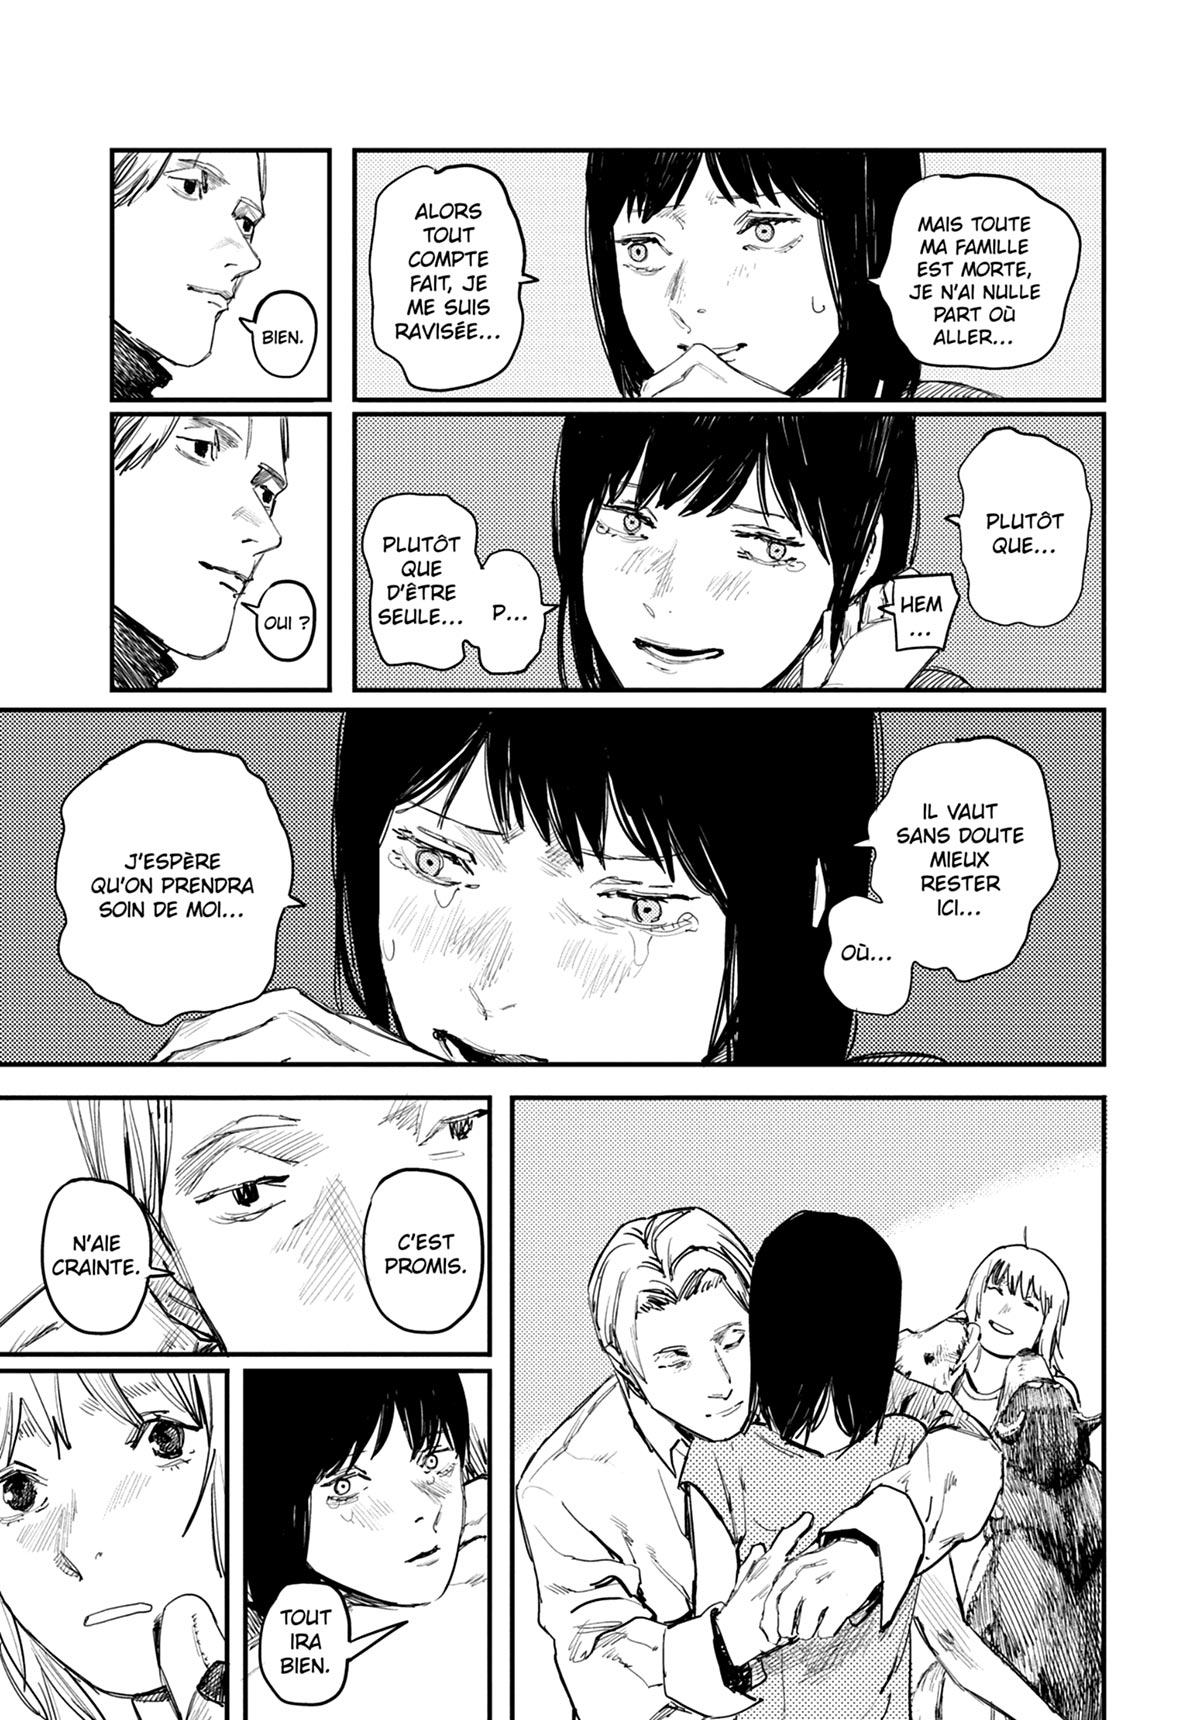 MAIS TOUTE
MA FAMILLE
EST MORTE,
JE N'AI NULLE
PART OÙ
ALLER...
ALORS
TOUT
COMPTE
FAIT, JE
ME SUIS
RAVISÉE...
BIEN.
PLUTÔT
QUE...
HEM
...
P...
PLUTÔT
QUE
D'ÊTRE
SEULE...
OUI ?
IL VAUT
SANS DOUTE
MIEUX
RESTER
ICI...
OÙ...
J'ESPÈRE
QU'ON PRENDRA
SOIN DE MOI...
C'EST
PROMIS.
N'AIE
CRAINTE.
TOUT
IRA
BIEN.